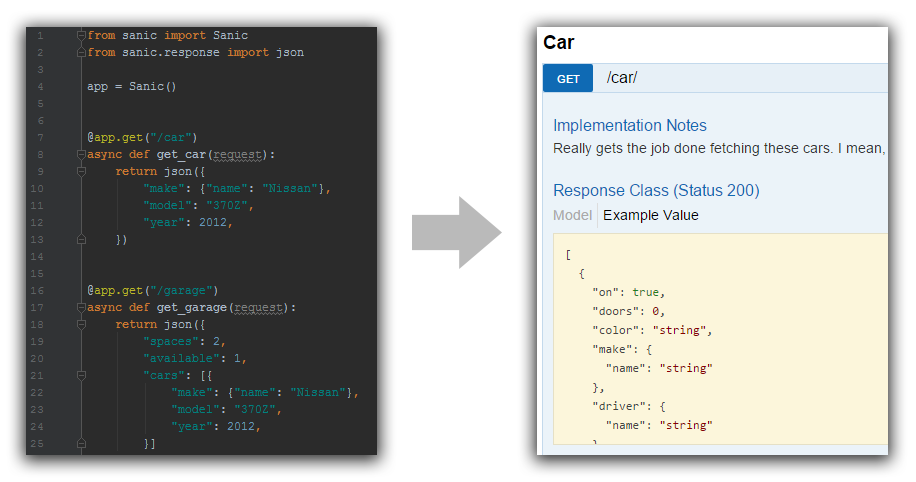 1 from sanic import Sanic
2 from sanic.response import json
3
4 app = Sanic()
5
6
7 @app.get("/car")
8 async def get_car(request):
9 return json({
10 "make": {"name": "Nissan"},
11 "model": "370Z",
12 "year": 2012,
13 })
14
15
16 @app.get("/garage")
17 async def get_garage(request):
18 return json({
19 "spaces": 2,
20 "available": 1,
21 "cars": [{
22 "make": {"name": "Nissan"},
23 "model": "370Z",
24 "year": 2012,
25 }]
Car
GET /car/
Implementation Notes
Really gets the job done fetching these cars. I mean,
Response Class (Status 200)
Model Example Value
[
{
"on": true,
"doors": 0,
"color": "string",
"make": {
"name": "string"
},
"driver": {
"name": "string"
}